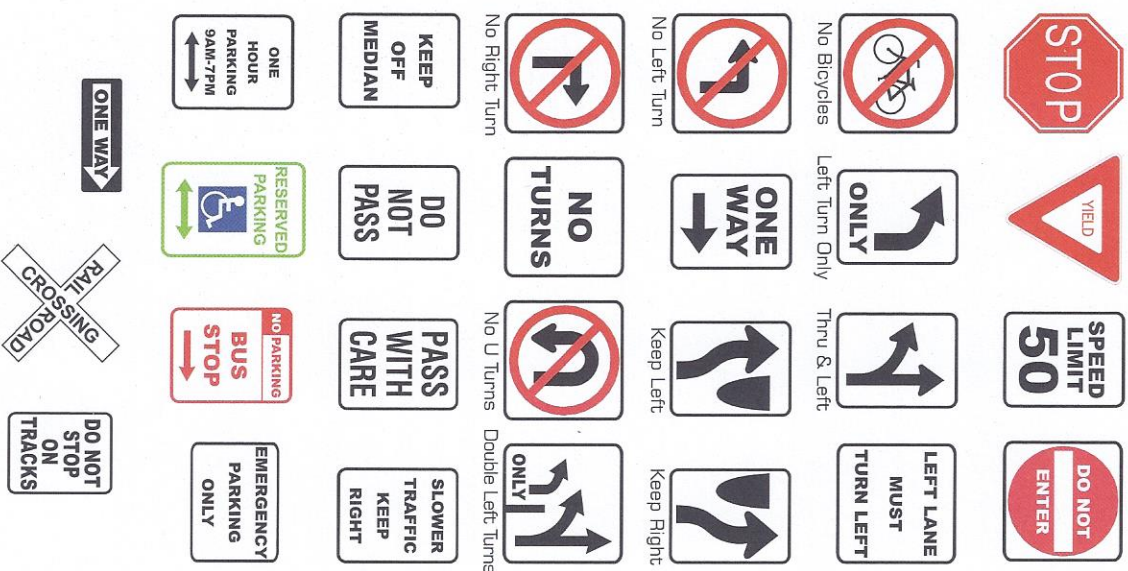 STOP
YIELD
SPEED
LIMIT
50
DO NOT
ENTER
No Bicycles
ONLY
Left Turn Only
Thru & Left
LEFT LANE
MUST
TURN LEFT
No Left Turn
ONE
WAY
Keep Left
Keep Right
No Right Turn
NO
TURNS
No U Turns
ONLY
Double Left Turns
KEEP
OFF
MEDIAN
DO
NOT
PASS
PASS
WITH
CARE
SLOWER
TRAFFIC
KEEP
RIGHT
ONE
HOUR
PARKING
9AM-7PM
RESERVED
PARKING
NO PARKING
BUS
STOP
EMERGENCY
PARKING
ONLY
ONE WAY
RAIL ROAD
CROSSING
DO NOT
STOP
ON
TRACKS